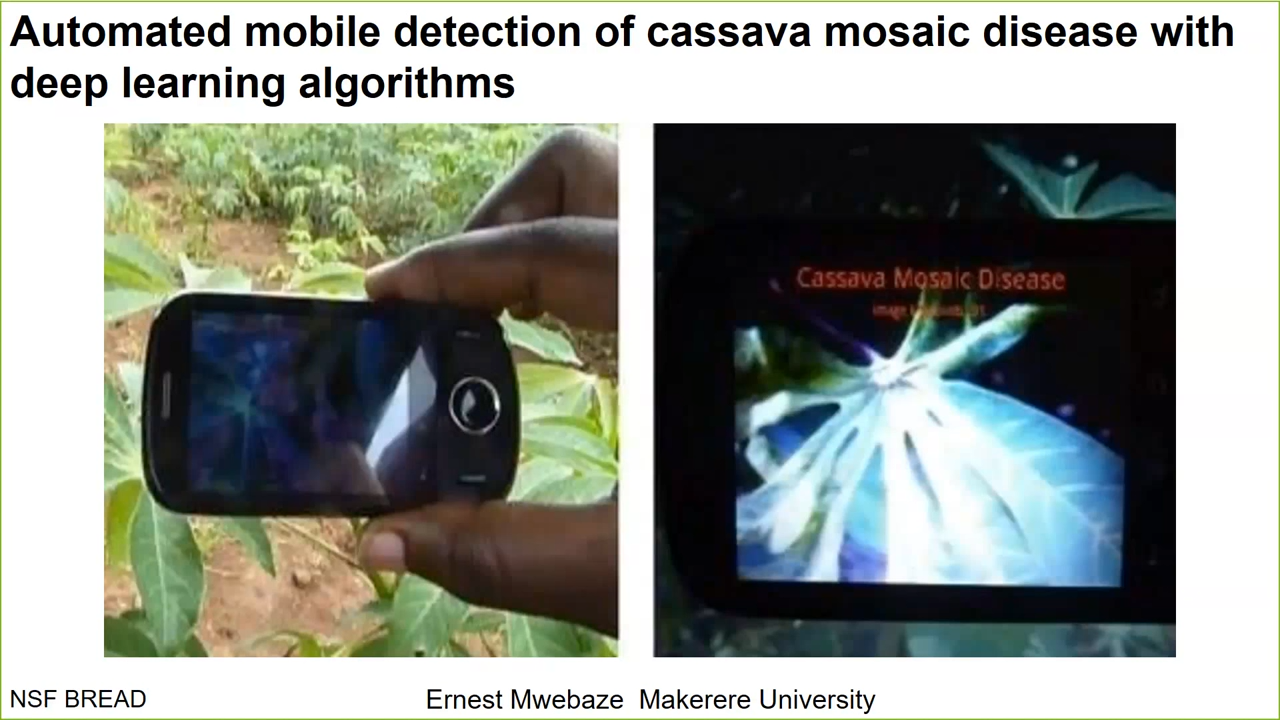 Automated mobile detection of cassava mosaic disease with
deep learning algorithms
Cassava Mosaic Disease
NSF BREAD
Ernest Mwebaze Makerere University